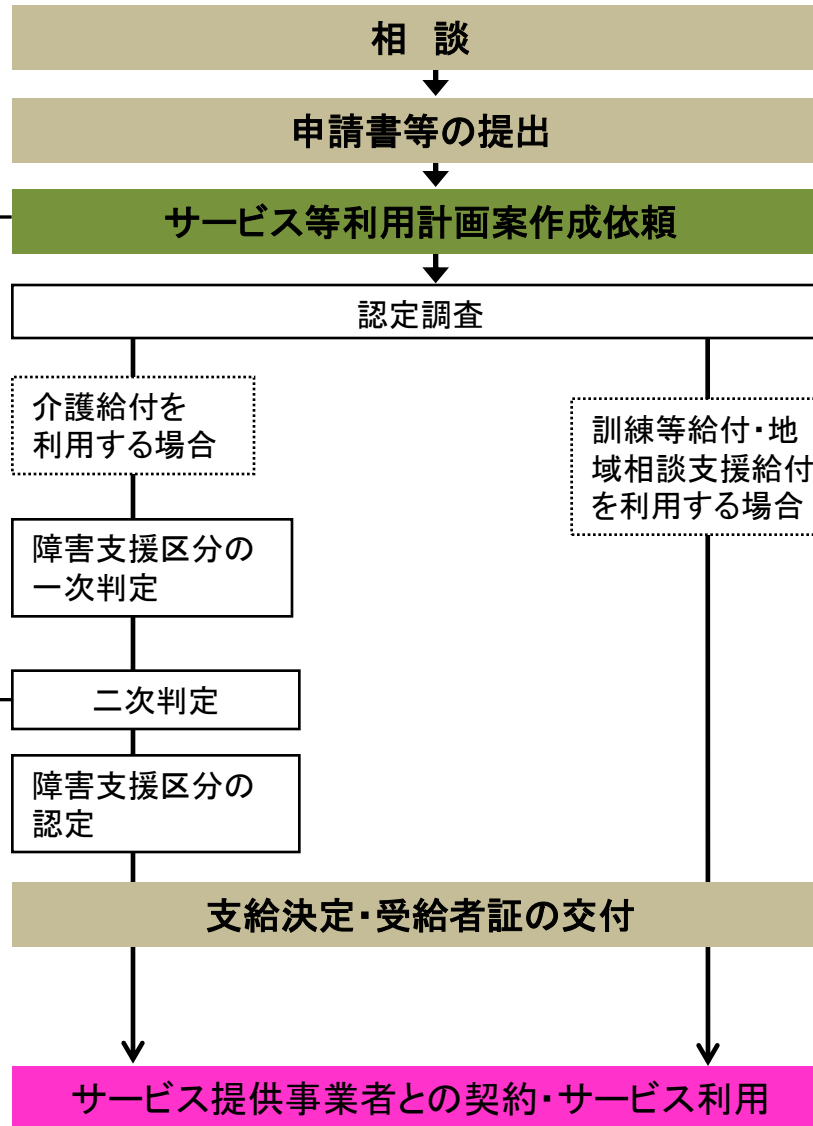 相　談
申請書等の提出
サービス等利用計画案作成依頼
認定調査
介護給付を
利用する場合
訓練等給付・地
域相談支援給付
を利用する場合
障害支援区分の
一次判定
二次判定
障害支援区分の
認定
支給決定・受給者証の交付
サービス提供事業者との契約・サービス利用